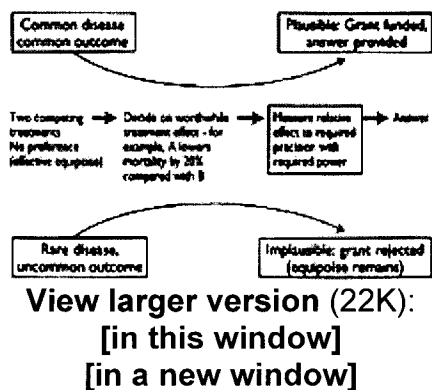 Common disease
common outcome
Plausible: Grant funded,
answer provided
Two competing
treatments
No preference
(effective equipoise)
Decide on worthwhile
treatment effect - for
example, A lowers
mortality by 20%
compared with B
Measure relative
effect to required
precision with
required power
Answer
Rare disease,
uncommon outcome
Implausible: grant rejected
(equipoise remains)
View larger version (22K):
[in this window]
[in a new window]